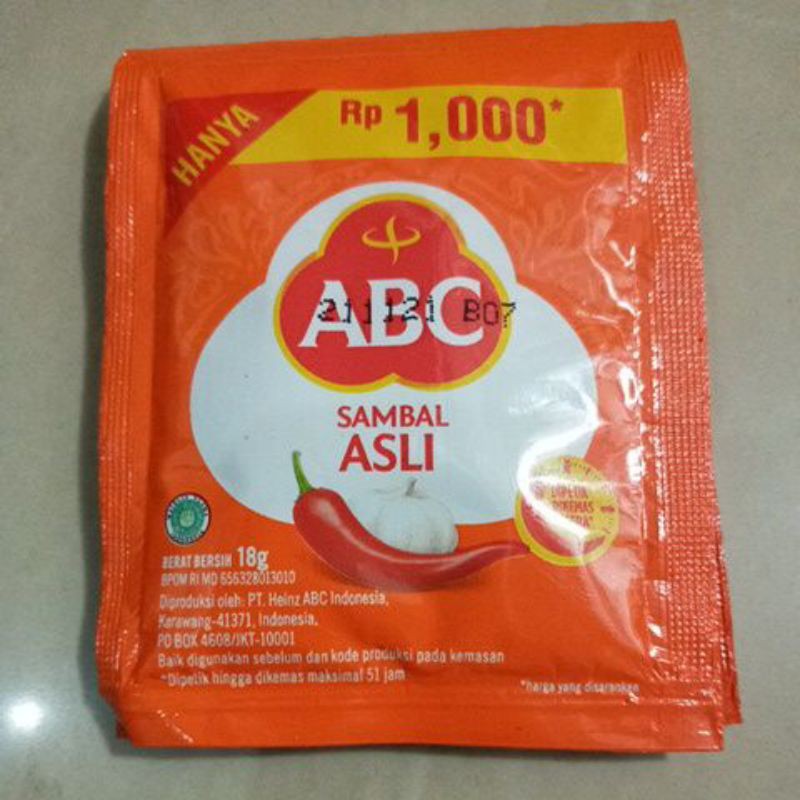 HANYA
Rp 1,000*
ABC
211121 B07
SAMBAL
ASLI
DIPETIK
DIKEMAS
BERAT BERSIH 18g
BPOM RI MD 656328013010
Diproduksi oleh: PT. Heinz ABC Indonesia,
Karawang-41371, Indonesia.
PO BOX 4608/JKT-10001
Baik digunakan sebelum dan kode produksi pada kemasan
*Dipetik hingga dikemas maksimal 51 jam
*harga yang disarankan